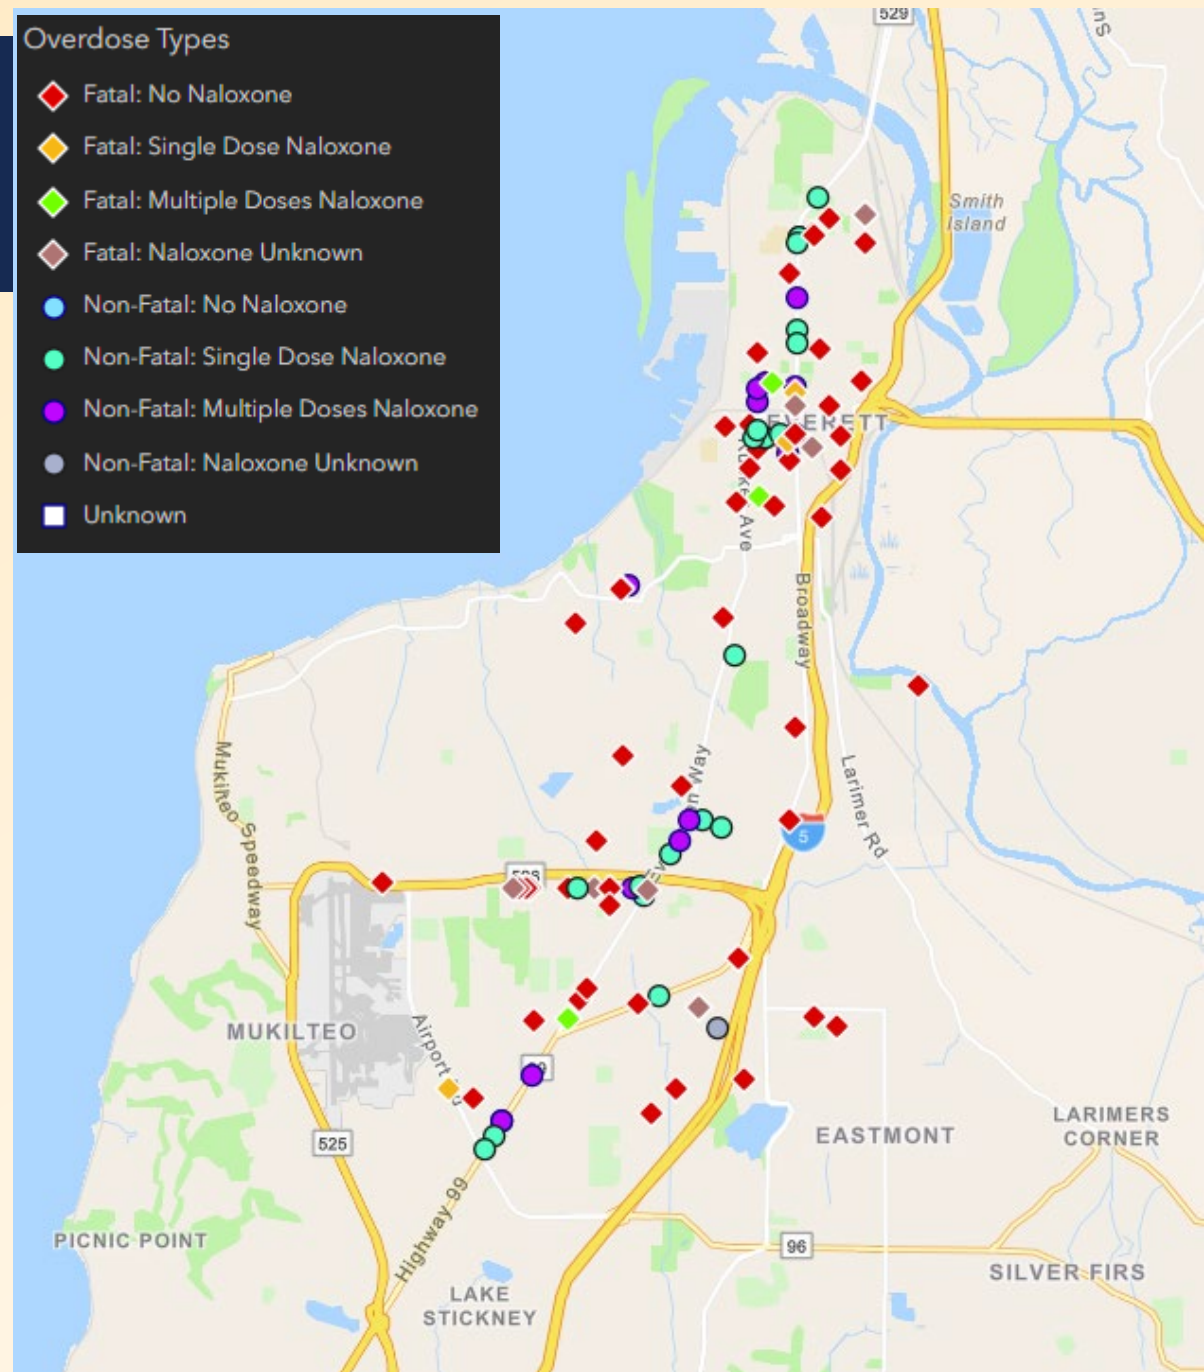 Overdose Types
Fatal: No Naloxone
Fatal: Single Dose Naloxone
Fatal: Multiple Doses Naloxone
Fatal: Naloxone Unknown
Non-Fatal: No Naloxone
Non-Fatal: Single Dose Naloxone
Non-Fatal: Multiple Doses Naloxone
Non-Fatal: Naloxone Unknown
Unknown
529
Smith
Island
EVERETT
Ave
Broadway
Mukilteo Speedway
Way
Larimer Rd
5
MUKILTEO
Airport
525
EASTMONT
LARIMERS
CORNER
PICNIC POINT
Highway 99
96
SILVER FIRS
LAKE
STICKNEY